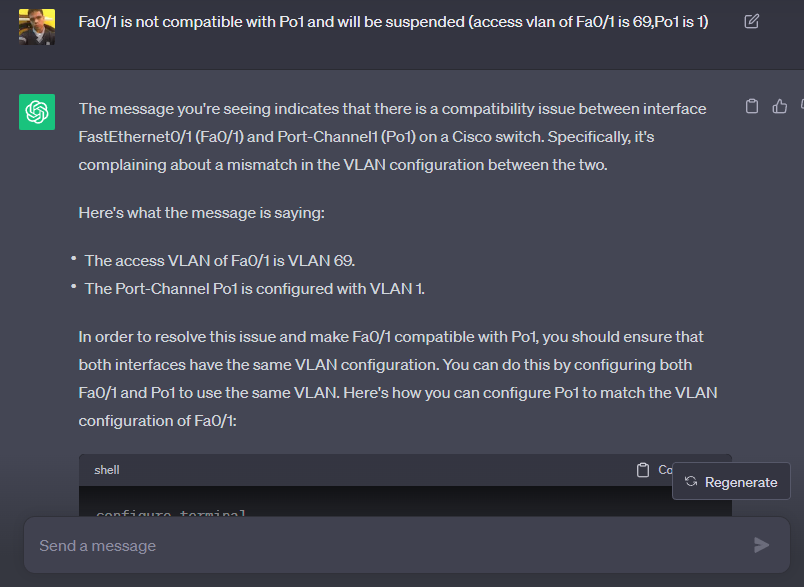 Fa0/1 is not compatible with Po1 and will be suspended (access vlan of Fa0/1 is 69,Po1 is 1)
The message you're seeing indicates that there is a compatibility issue between interface
FastEthernet0/1 (Fa0/1) and Port-Channel1 (Po1) on a Cisco switch. Specifically, it's
complaining about a mismatch in the VLAN configuration between the two.
Here's what the message is saying:
• The access VLAN of Fa0/1 is VLAN 69.
• The Port-Channel Po1 is configured with VLAN 1.
In order to resolve this issue and make Fa0/1 compatible with Po1, you should ensure that
both interfaces have the same VLAN configuration. You can do this by configuring both
Fa0/1 and Po1 to use the same VLAN. Here's how you can configure Po1 to match the VLAN
configuration of Fa0/1:
shell
Co
Regenerate
configure terminal
Send a message